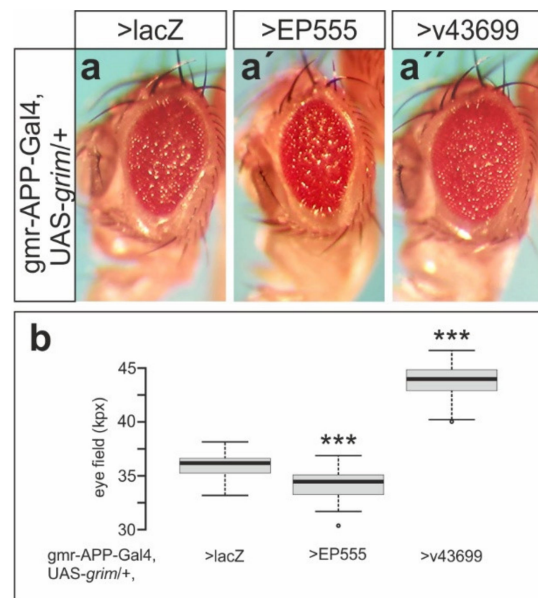 >lacZ >EP555 >v43699
gmr-APP-Gal4,
UAS-grim/+
a a´ a´´
b
***
***
45
40
35
30
eye field (kpx)
gmr-APP-Gal4,
UAS-grim/+,
>lacZ >EP555 >v43699